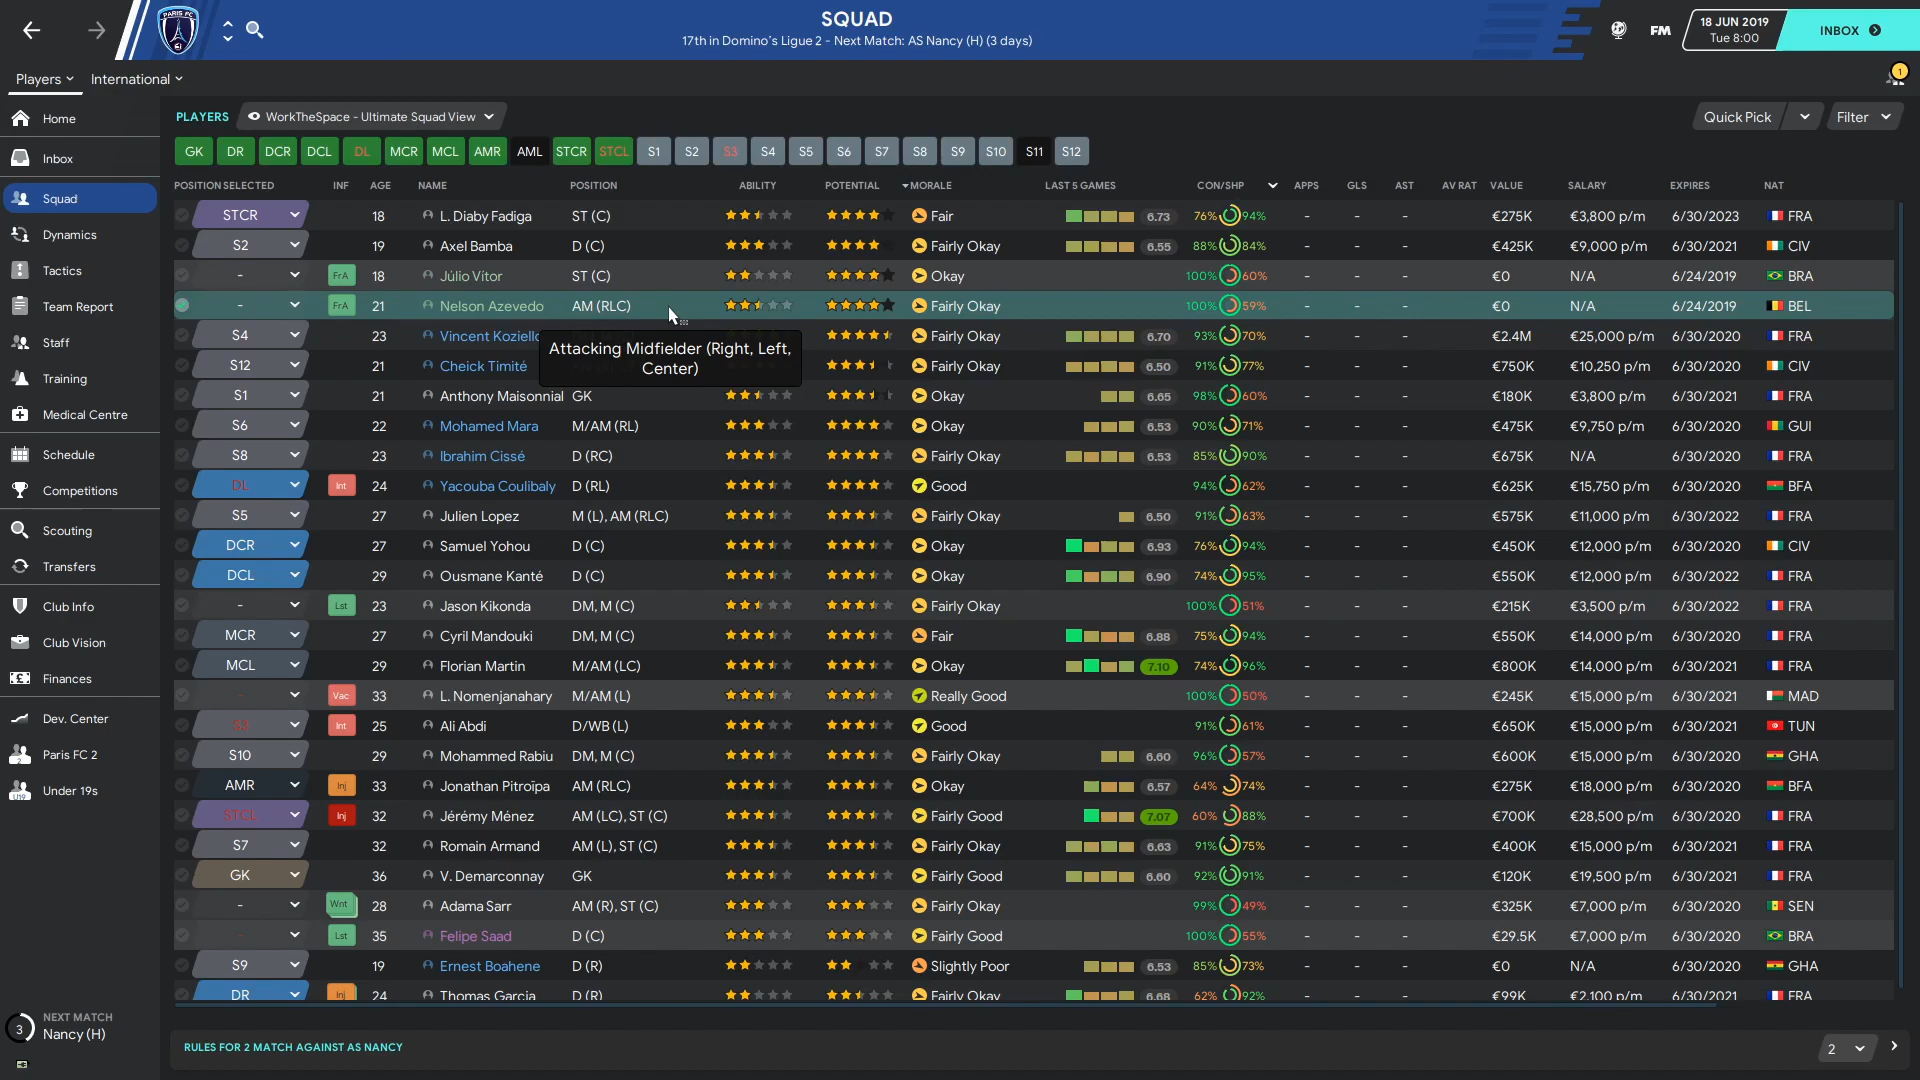 PARIS FC
SQUAD
17th in Domino's Ligue 2 - Next Match: AS Nancy (H) (3 days)
FM
18 JUN 2019
Tue 8:00
INBOX
Players
International
1
Home
Inbox
Squad
Dynamics
Tactics
Team Report
Staff
Training
Medical Centre
Schedule
Competitions
Scouting
Transfers
Club Info
Club Vision
Finances
Dev. Center
Paris FC 2
Under 19s
3
NEXT MATCH
Nancy (H)
PLAYERS
WorkTheSpace - Ultimate Squad View
Quick Pick
Filter
GK DR DCR DCL DL MCR MCL AMR AML STCR STCL S1 S2 S3 S4 S5 S6 S7 S8 S9 S10 S11 S12
POSITION SELECTED INF AGE NAME POSITION ABILITY POTENTIAL MORALE LAST 5 GAMES CON/SHP APPS GLS AST AV RAT VALUE SALARY EXPIRES NAT
STCR 18 L. Diaby Fadiga ST (C) Fair 6.73 76% 94% - - - €275K €3,800 p/m 6/30/2023 FRA
S2 19 Axel Bamba D (C) Fairly Okay 6.55 88% 84% - - - €425K €9,000 p/m 6/30/2021 CIV
- FrA 18 Júlio Vítor ST (C) Okay 100% 60% - - - €0 N/A 6/24/2019 BRA
- FrA 21 Nelson Azevedo AM (RLC) Fairly Okay 100% 59% - - - €0 N/A 6/24/2019 BEL
S4 23 Vincent Koziello Fairly Okay 6.70 93% 70% - - - €2.4M €25,000 p/m 6/30/2020 FRA
Attacking Midfielder (Right, Left,
Center)
S12 21 Cheick Timité Fairly Okay 6.50 91% 77% - - - €750K €10,250 p/m 6/30/2021 CIV
S1 21 Anthony Maisonnial GK Okay 6.65 98% 60% - - - €180K €3,800 p/m 6/30/2021 FRA
S6 22 Mohamed Mara M/AM (RL) Okay 6.53 90% 71% - - - €475K €9,750 p/m 6/30/2020 GUI
S8 23 Ibrahim Cissé D (RC) Fairly Okay 6.53 85% 90% - - - €675K N/A 6/30/2020 FRA
DL Int 24 Yacouba Coulibaly D (RL) Good 94% 62% - - - €625K €15,750 p/m 6/30/2020 BFA
S5 27 Julien Lopez M (L), AM (RLC) Fairly Okay 6.50 91% 63% - - - €575K €11,000 p/m 6/30/2022 FRA
DCR 27 Samuel Yohou D (C) Okay 6.93 76% 94% - - - €450K €12,000 p/m 6/30/2020 CIV
DCL 29 Ousmane Kanté D (C) Okay 6.90 74% 95% - - - €550K €12,000 p/m 6/30/2022 FRA
- Lst 23 Jason Kikonda DM, M (C) Fairly Okay 100% 51% - - - €215K €3,500 p/m 6/30/2022 FRA
MCR 27 Cyril Mandouki DM, M (C) Fair 6.88 75% 94% - - - €550K €14,000 p/m 6/30/2020 FRA
MCL 29 Florian Martin M/AM (LC) Okay 7.10 74% 96% - - - €800K €14,000 p/m 6/30/2021 FRA
- Vac 33 L. Nomenjanahary M/AM (L) Really Good 100% 50% - - - €245K €15,000 p/m 6/30/2021 MAD
S3 Int 25 Ali Abdi D/WB (L) Good 91% 61% - - - €650K €15,000 p/m 6/30/2021 TUN
S10 29 Mohammed Rabiu DM, M (C) Fairly Okay 6.60 96% 57% - - - €600K €15,000 p/m 6/30/2020 GHA
AMR Inj 33 Jonathan Pitroïpa AM (RLC) Okay 6.57 64% 74% - - - €275K €18,000 p/m 6/30/2021 BFA
STCL Inj 32 Jérémy Ménez AM (LC), ST (C) Fairly Good 7.07 60% 88% - - - €700K €28,500 p/m 6/30/2020 FRA
S7 32 Romain Armand AM (L), ST (C) Fairly Okay 6.63 91% 75% - - - €400K €15,000 p/m 6/30/2021 FRA
GK 36 V. Demarconnay GK Fairly Good 6.60 92% 91% - - - €120K €19,500 p/m 6/30/2021 FRA
- Wnt 28 Adama Sarr AM (R), ST (C) Fairly Okay 99% 49% - - - €325K €7,000 p/m 6/30/2020 SEN
- Lst 35 Felipe Saad D (C) Fairly Good 100% 55% - - - €29.5K €7,000 p/m 6/30/2020 BRA
S9 19 Ernest Boahene D (R) Slightly Poor 6.53 85% 73% - - - €0 N/A 6/30/2020 GHA
DR Inj 24 Thomas Garcia D (R) Fairly Okay 6.68 62% 92% - - - €99K €2,100 p/m 6/30/2021 FRA
RULES FOR 2 MATCH AGAINST AS NANCY
2